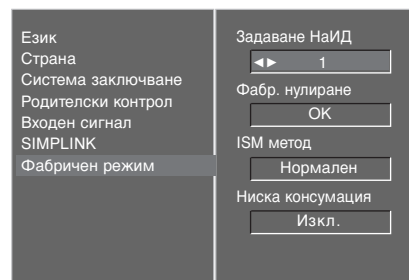 Език
Страна
Система заключване
Родителски контрол
Входен сигнал
SIMPLINK
Фабричен режим
Задаване НаИД
1
Фабр. нулиране
ОК
ISM метод
Нормален
Ниска консумация
Изкл.